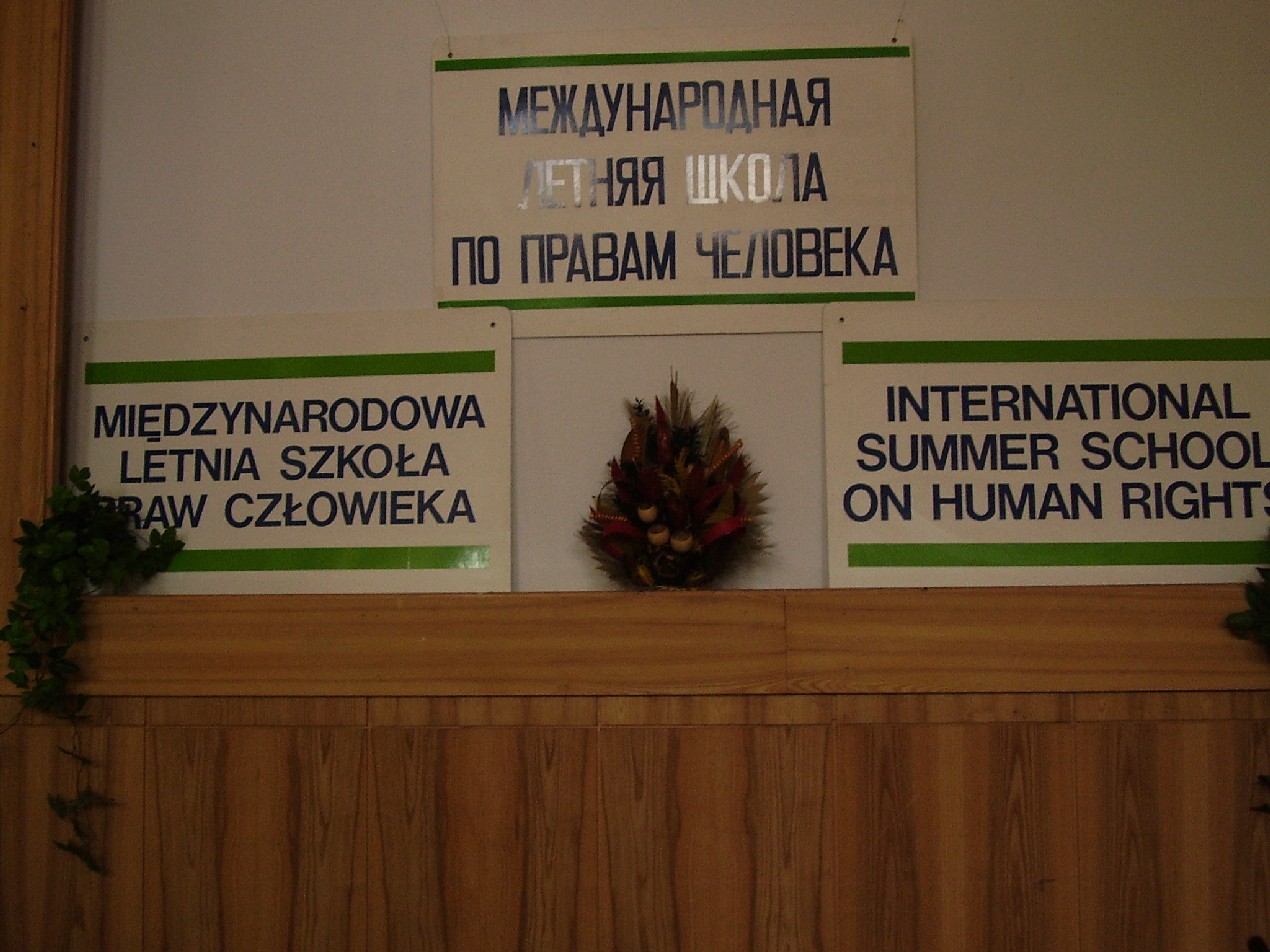 МЕЖДУНАРОДНАЯ
ЛЕТНЯЯ ШКОЛА
ПО ПРАВАМ ЧЕЛОВЕКА
MIĘDZYNARODOWA
LETNIA SZKOŁA
PRAW CZŁOWIEKA
INTERNATIONAL
SUMMER SCHOOL
ON HUMAN RIGHTS